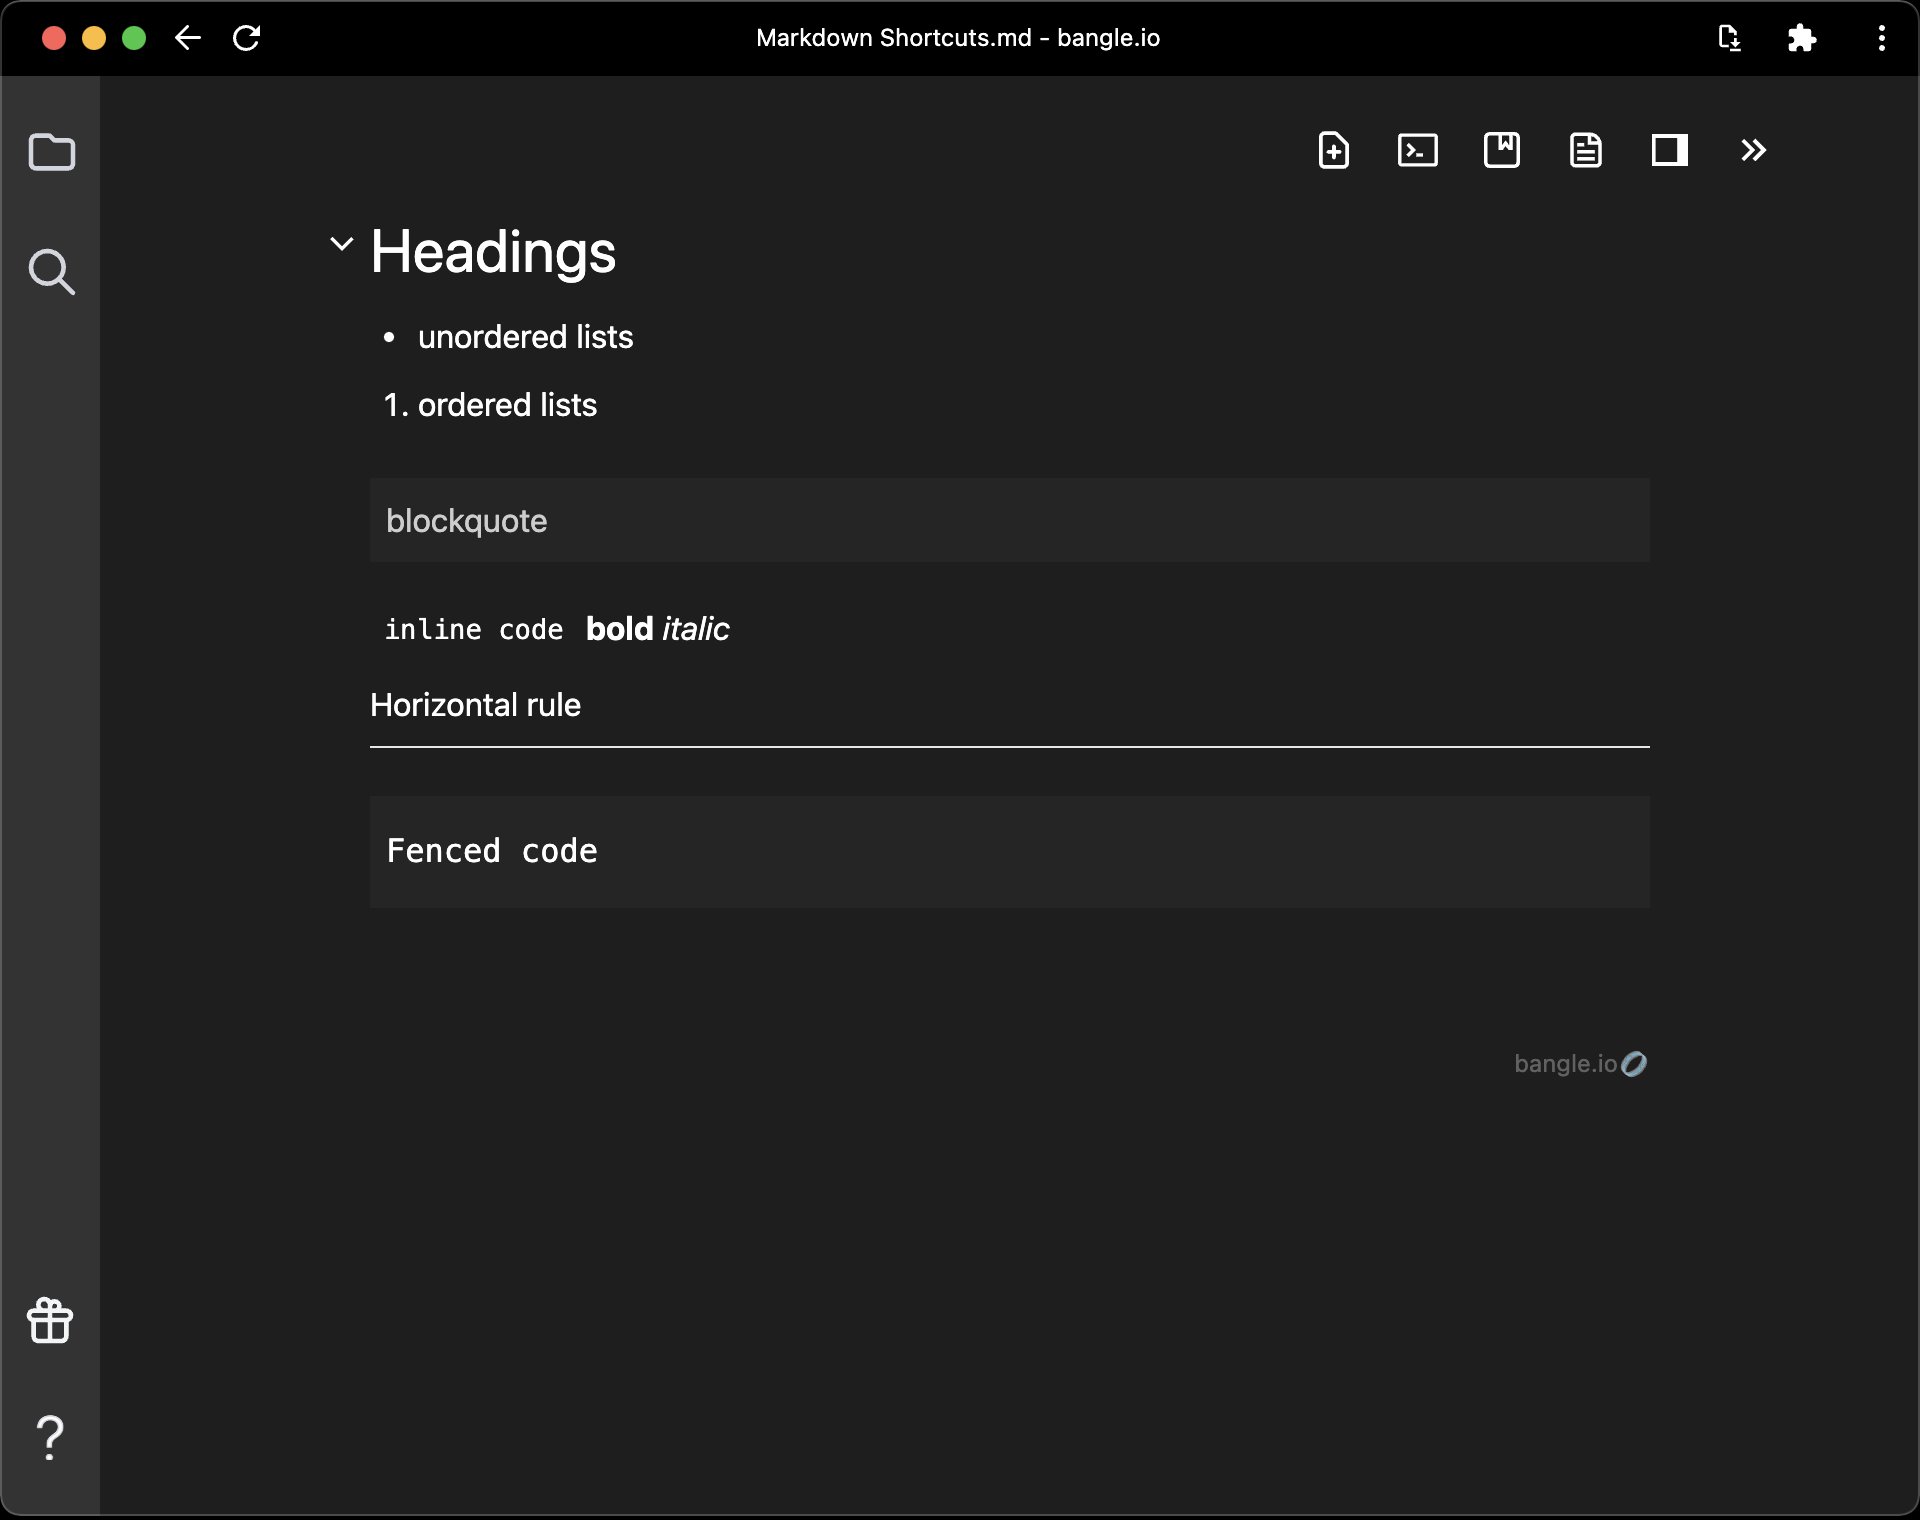 Markdown Shortcuts.md - bangle.io
Headings
• unordered lists
1. ordered lists
blockquote
inline code bold italic
Horizontal rule
Fenced code
bangle.io